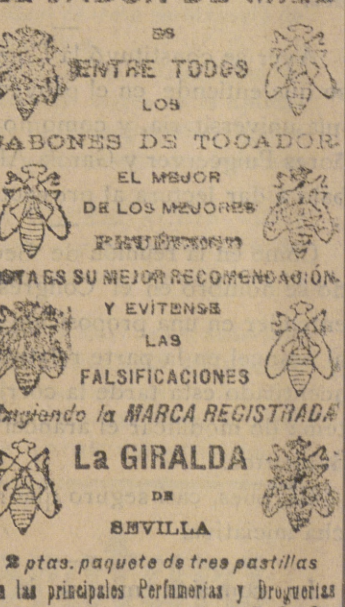 ES
ENTRE TODOS
LOS
JABONES DE TOCADOR
EL MEJOR
DE LOS MEJORES
PRUÉBESE
ESTA ES SU MEJOR RECOMENDACIÓN
Y EVÍTENSE
LAS
FALSIFICACIONES
exigiendo la MARCA REGISTRADA
La GIRALDA
DE
SEVILLA
2 ptas. paquete de tres pastillas
en las principales Perfumerías y Droguerías